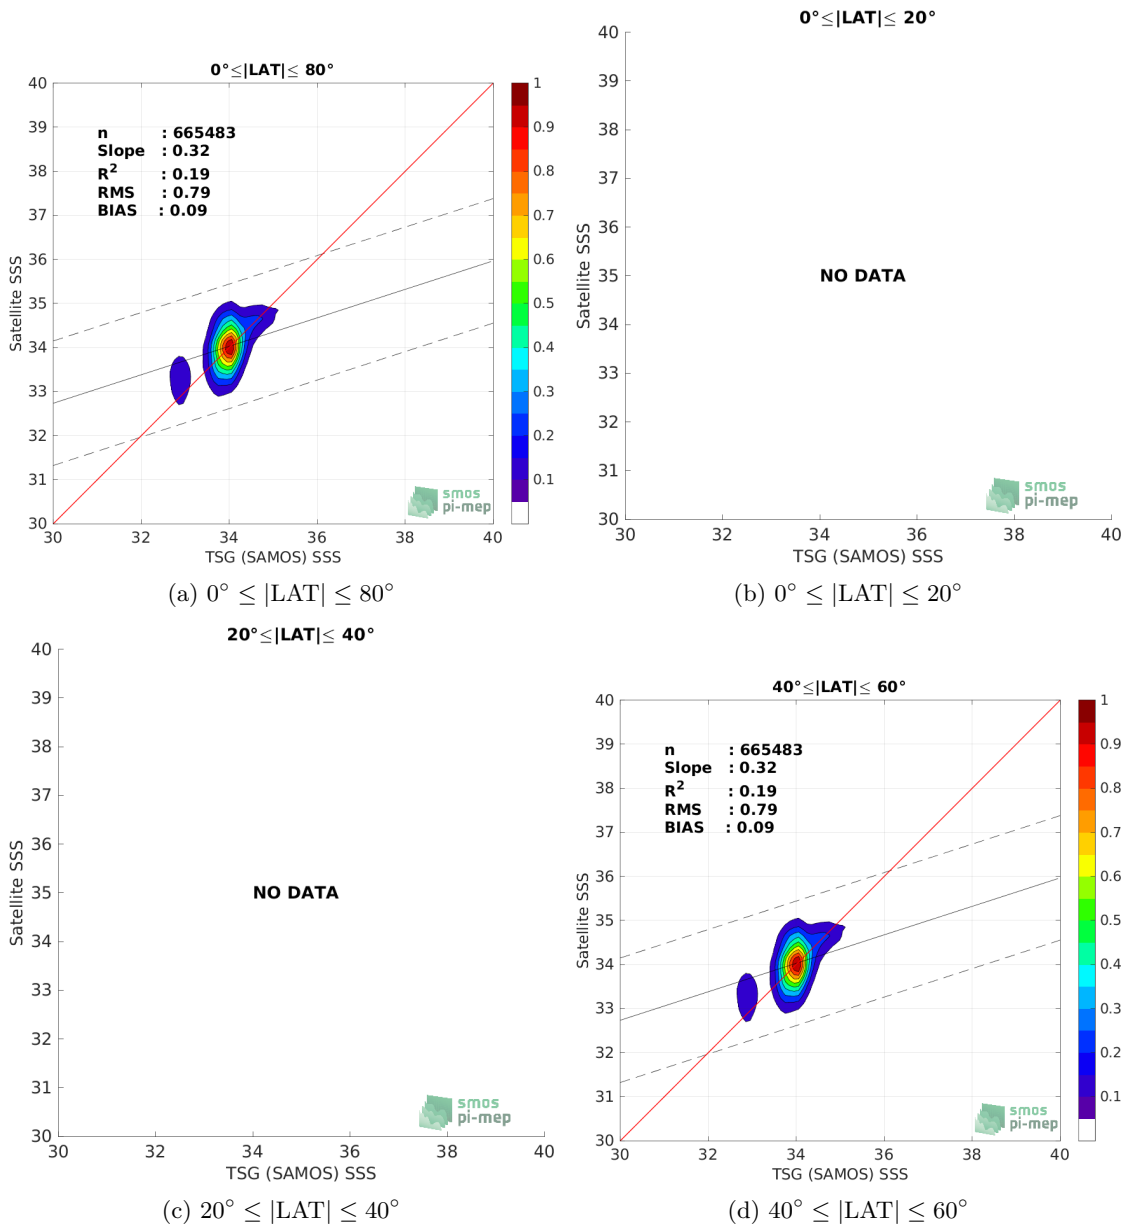 0°≤|LAT|≤ 80°
40
39
38
37
36
35
34
33
32
31
30
Satellite SSS
n : 665483
Slope : 0.32
R² : 0.19
RMS : 0.79
BIAS : 0.09
smos
pi-mep
30 32 34 36 38 40
TSG (SAMOS) SSS
1
0.9
0.8
0.7
0.6
0.5
0.4
0.3
0.2
0.1
(a) 0° ≤ |LAT| ≤ 80°
0°≤|LAT|≤ 20°
40
39
38
37
36
35
34
33
32
31
30
Satellite SSS
NO DATA
smos
pi-mep
30 32 34 36 38 40
TSG (SAMOS) SSS
(b) 0° ≤ |LAT| ≤ 20°
20°≤|LAT|≤ 40°
40
39
38
37
36
35
34
33
32
31
30
Satellite SSS
NO DATA
smos
pi-mep
30 32 34 36 38 40
TSG (SAMOS) SSS
(c) 20° ≤ |LAT| ≤ 40°
40°≤|LAT|≤ 60°
40
39
38
37
36
35
34
33
32
31
30
Satellite SSS
n : 665483
Slope : 0.32
R² : 0.19
RMS : 0.79
BIAS : 0.09
smos
pi-mep
30 32 34 36 38 40
TSG (SAMOS) SSS
1
0.9
0.8
0.7
0.6
0.5
0.4
0.3
0.2
0.1
(d) 40° ≤ |LAT| ≤ 60°